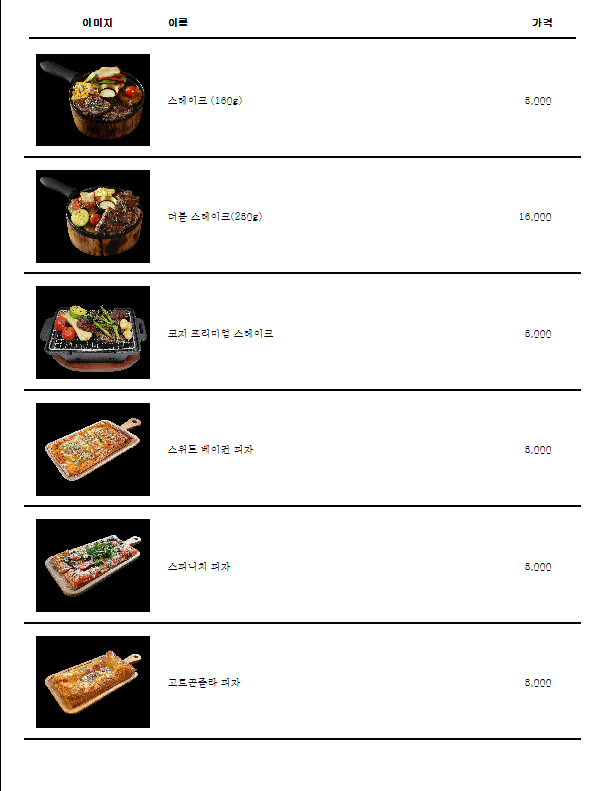 이미지 이름 가격
스테이크 (160g) 8,000
더블 스테이크(280g) 16,000
코지 프리미엄 스테이크 8,000
스위트 베이컨 피자 8,000
스피니치 피자 8,000
고르곤졸라 피자 8,000